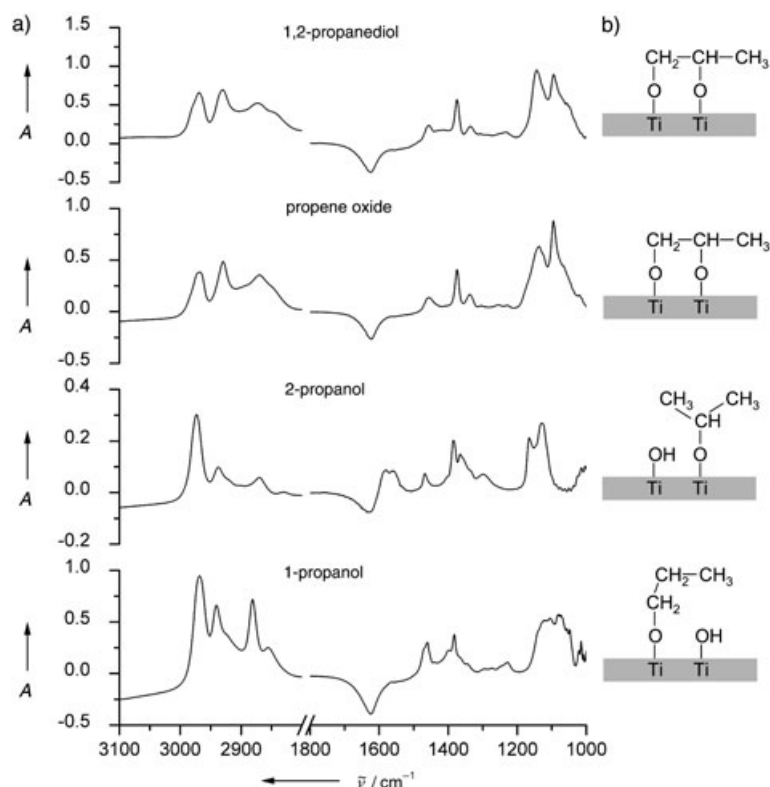 a)
b)
1,2-propanediol
1.5
1.0
0.5
0.0
-0.5
A
CH2–CH–CH3
O O
Ti Ti
propene oxide
1.0
0.5
0.0
-0.5
A
CH2–CH–CH3
O O
Ti Ti
2-propanol
0.4
0.2
0.0
-0.2
A
CH3 CH3
CH
OH O
Ti Ti
1-propanol
1.0
0.5
0.0
-0.5
A
CH2–CH3
CH2
O OH
Ti Ti
3100 3000 2900 1800 1600 1400 1200 1000
ṽ / cm⁻¹